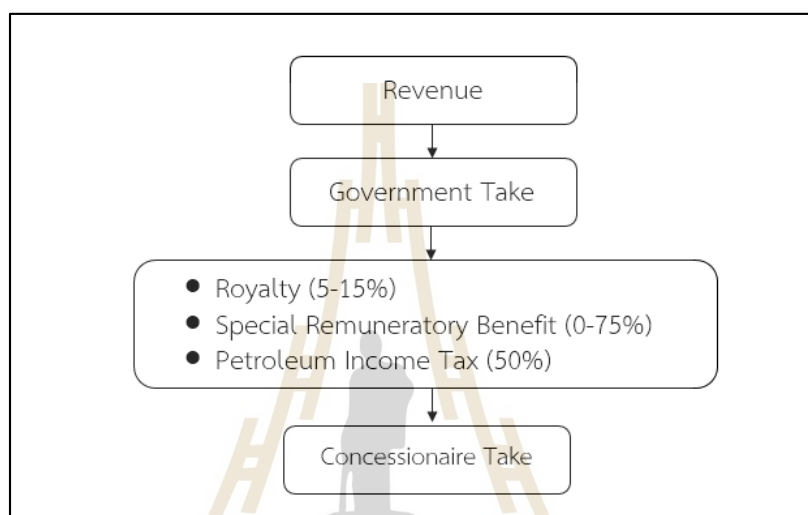 Revenue
Government Take
● Royalty (5-15%)
● Special Remuneratory Benefit (0-75%)
● Petroleum Income Tax (50%)
Concessionaire Take